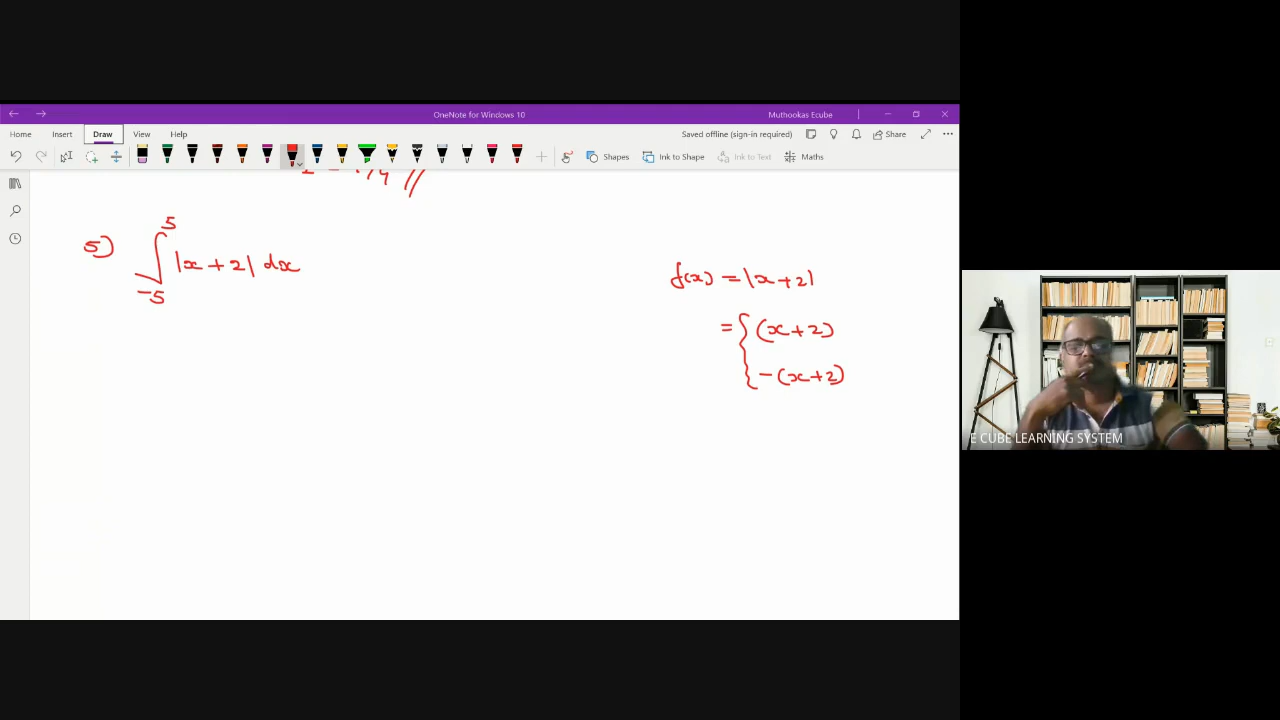 OneNote for Windows 10
Muthookas Ecube
Home Insert Draw View Help
Saved offline (sign-in required)
Share
Shapes
Ink to Shape
Ink to Text
Maths
5) ∫_{-5}^{5} |x+2| dx
f(x) = |x+2|
= { (x+2)
-(x+2)
E CUBE LEARNING SYSTEM